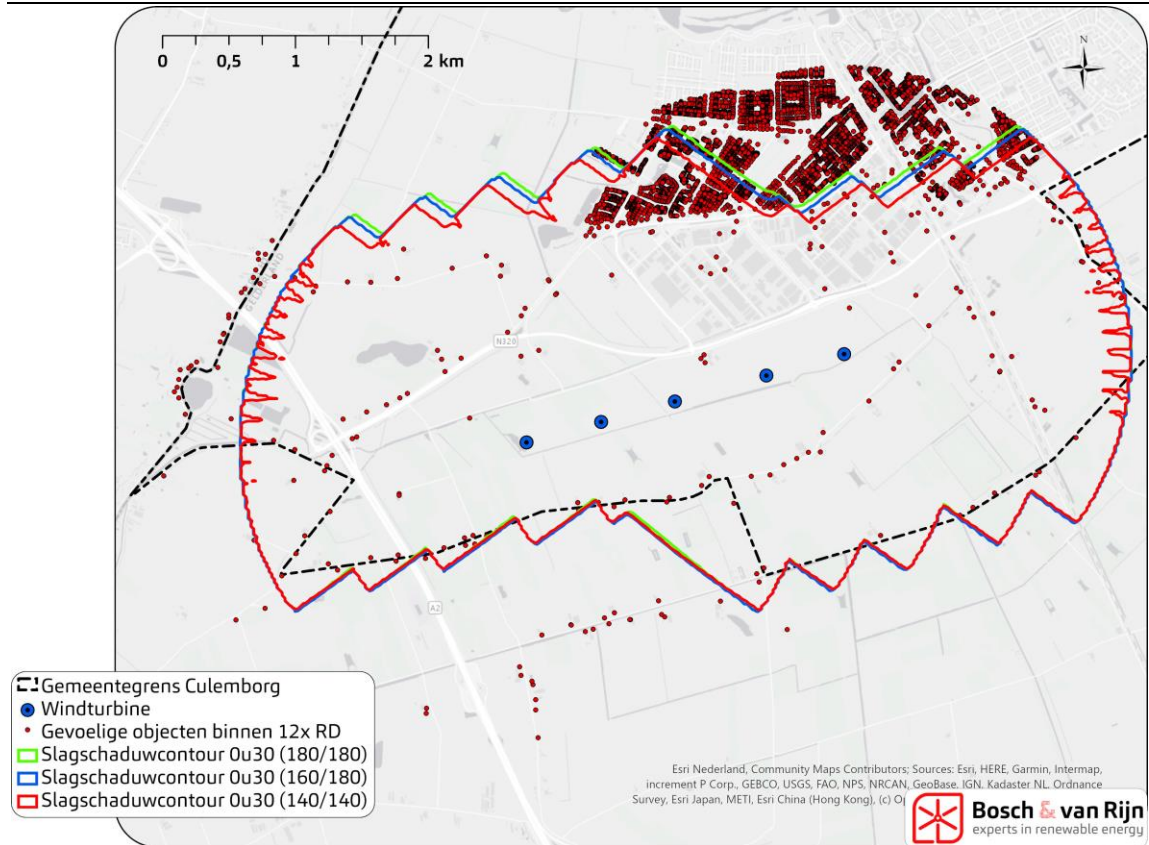 0 0,5 1 2 km
N
GELDERLAND
N320
A2
Gemeentegrens Culemborg
Windturbine
Gevoelige objecten binnen 12x RD
Slagschaduwcontour 0u30 (180/180)
Slagschaduwcontour 0u30 (160/180)
Slagschaduwcontour 0u30 (140/140)
Esri Nederland, Community Maps Contributors; Sources: Esri, HERE, Garmin, Intermap,
increment P Corp., GEBCO, USGS, FAO, NPS, NRCAN, GeoBase, IGN, Kadaster NL, Ordnance
Survey, Esri Japan, METI, Esri China (Hong Kong), (c) Op
Bosch & van Rijn
experts in renewable energy